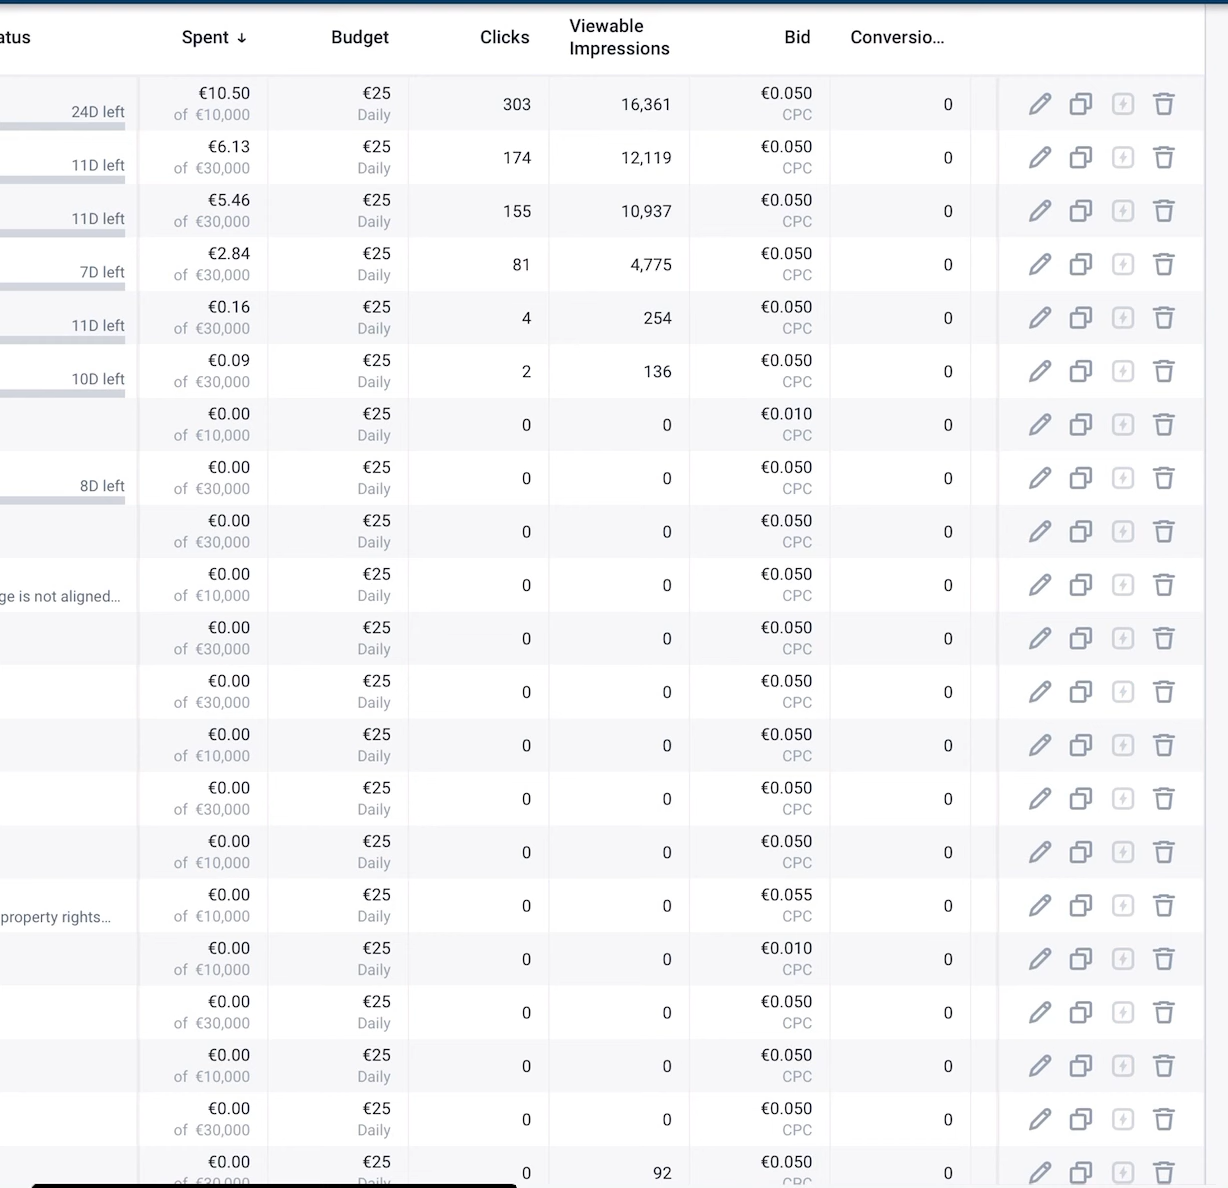 atus Spent ↓ Budget Clicks Viewable Impressions Bid Conversio...
24D left €10.50 €25 303 16,361 €0.050 0
of €10,000 Daily CPC
11D left €6.13 €25 174 12,119 €0.050 0
of €30,000 Daily CPC
11D left €5.46 €25 155 10,937 €0.050 0
of €30,000 Daily CPC
7D left €2.84 €25 81 4,775 €0.050 0
of €30,000 Daily CPC
11D left €0.16 €25 4 254 €0.050 0
of €30,000 Daily CPC
10D left €0.09 €25 2 136 €0.050 0
of €30,000 Daily CPC
€0.00 €25 0 0 €0.010 0
of €10,000 Daily CPC
8D left €0.00 €25 0 0 €0.050 0
of €30,000 Daily CPC
€0.00 €25 0 0 €0.050 0
of €30,000 Daily CPC
€0.00 €25 0 0 €0.050 0
ge is not aligned... of €10,000 Daily CPC
€0.00 €25 0 0 €0.050 0
of €30,000 Daily CPC
€0.00 €25 0 0 €0.050 0
of €30,000 Daily CPC
€0.00 €25 0 0 €0.050 0
of €10,000 Daily CPC
€0.00 €25 0 0 €0.050 0
of €30,000 Daily CPC
€0.00 €25 0 0 €0.050 0
of €10,000 Daily CPC
€0.00 €25 0 0 €0.055 0
property rights... of €10,000 Daily CPC
€0.00 €25 0 0 €0.010 0
of €10,000 Daily CPC
€0.00 €25 0 0 €0.050 0
of €30,000 Daily CPC
€0.00 €25 0 0 €0.050 0
of €10,000 Daily CPC
€0.00 €25 0 0 €0.050 0
of €30,000 Daily CPC
€0.00 €25 0 92 €0.050 0
of €30,000 Daily CPC